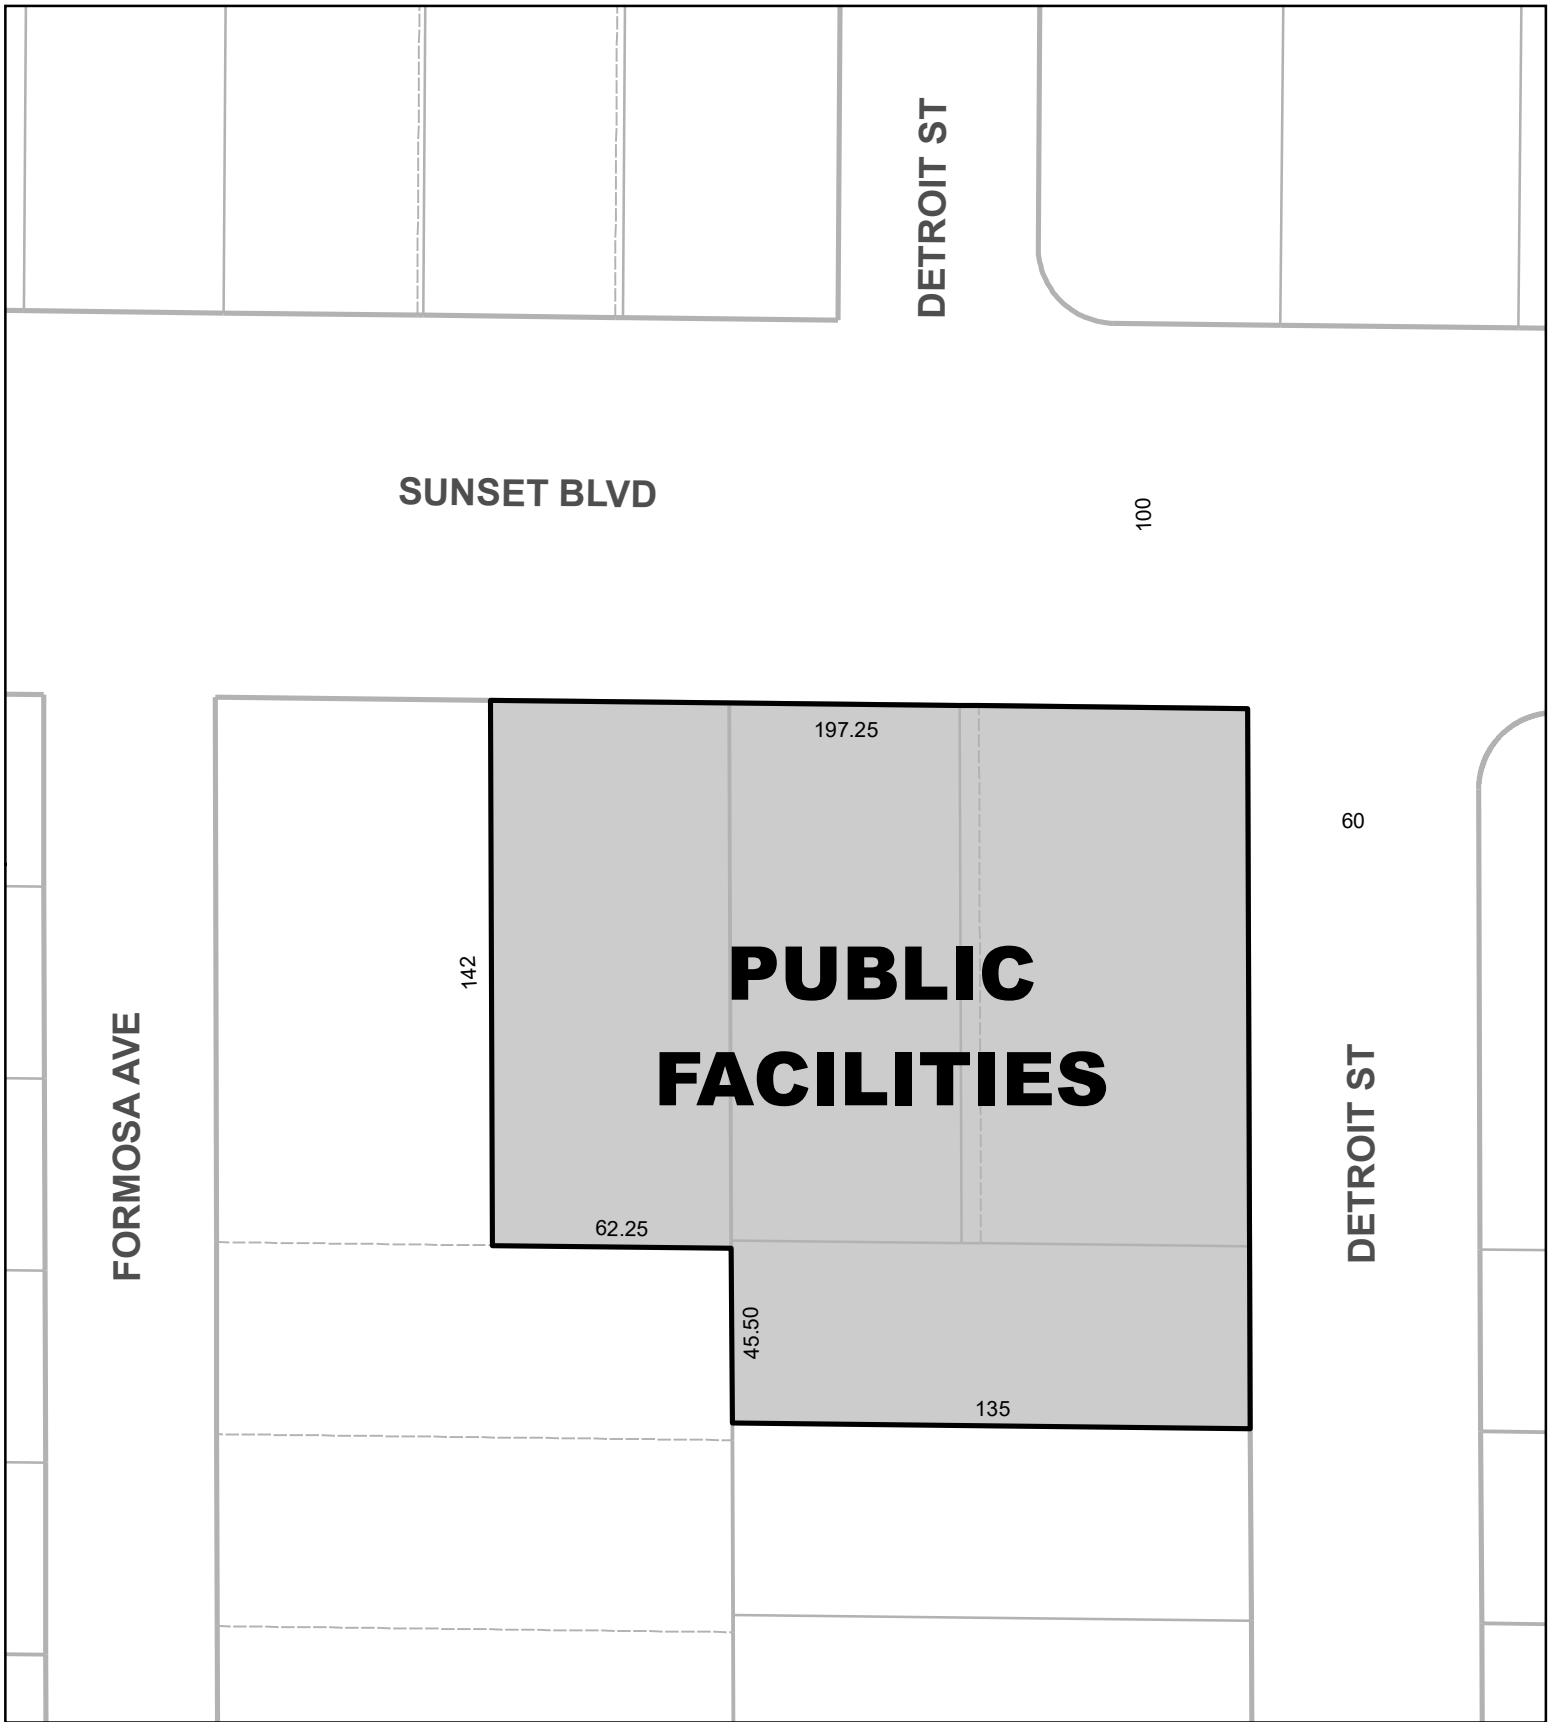 DETROIT ST
SUNSET BLVD
100
197.25
60
142
PUBLIC
FACILITIES
FORMOSA AVE
DETROIT ST
62.25
45.50
135